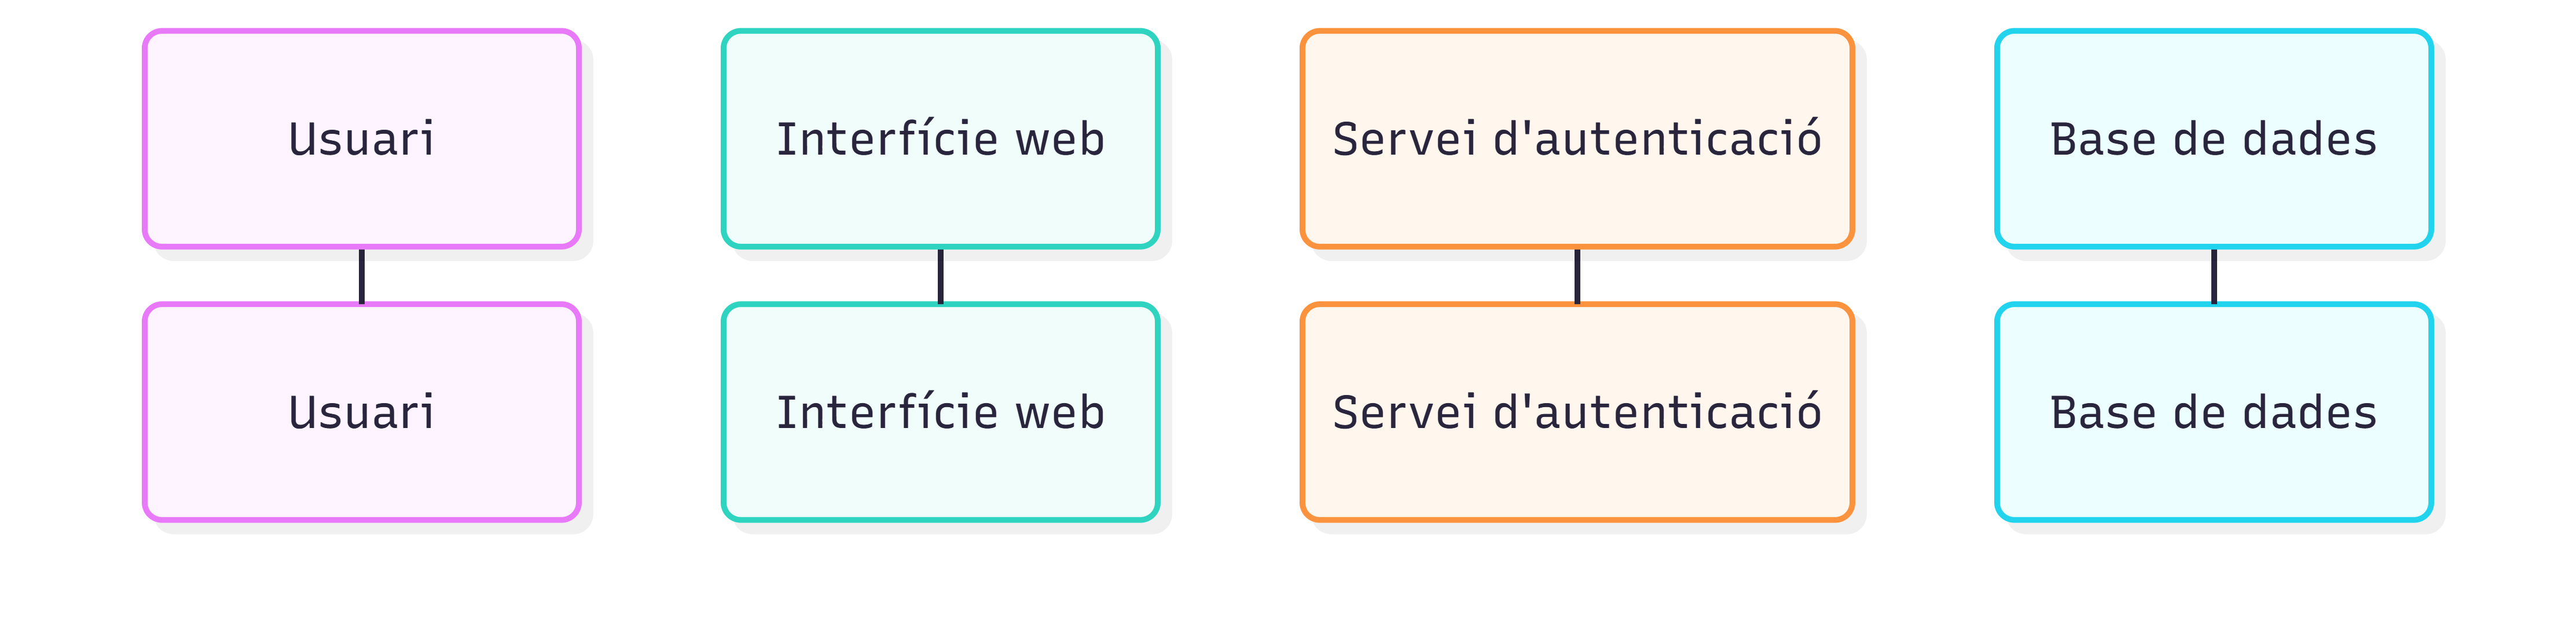 Usuari
Interfície web
Servei d'autenticació
Base de dades
Usuari
Interfície web
Servei d'autenticació
Base de dades